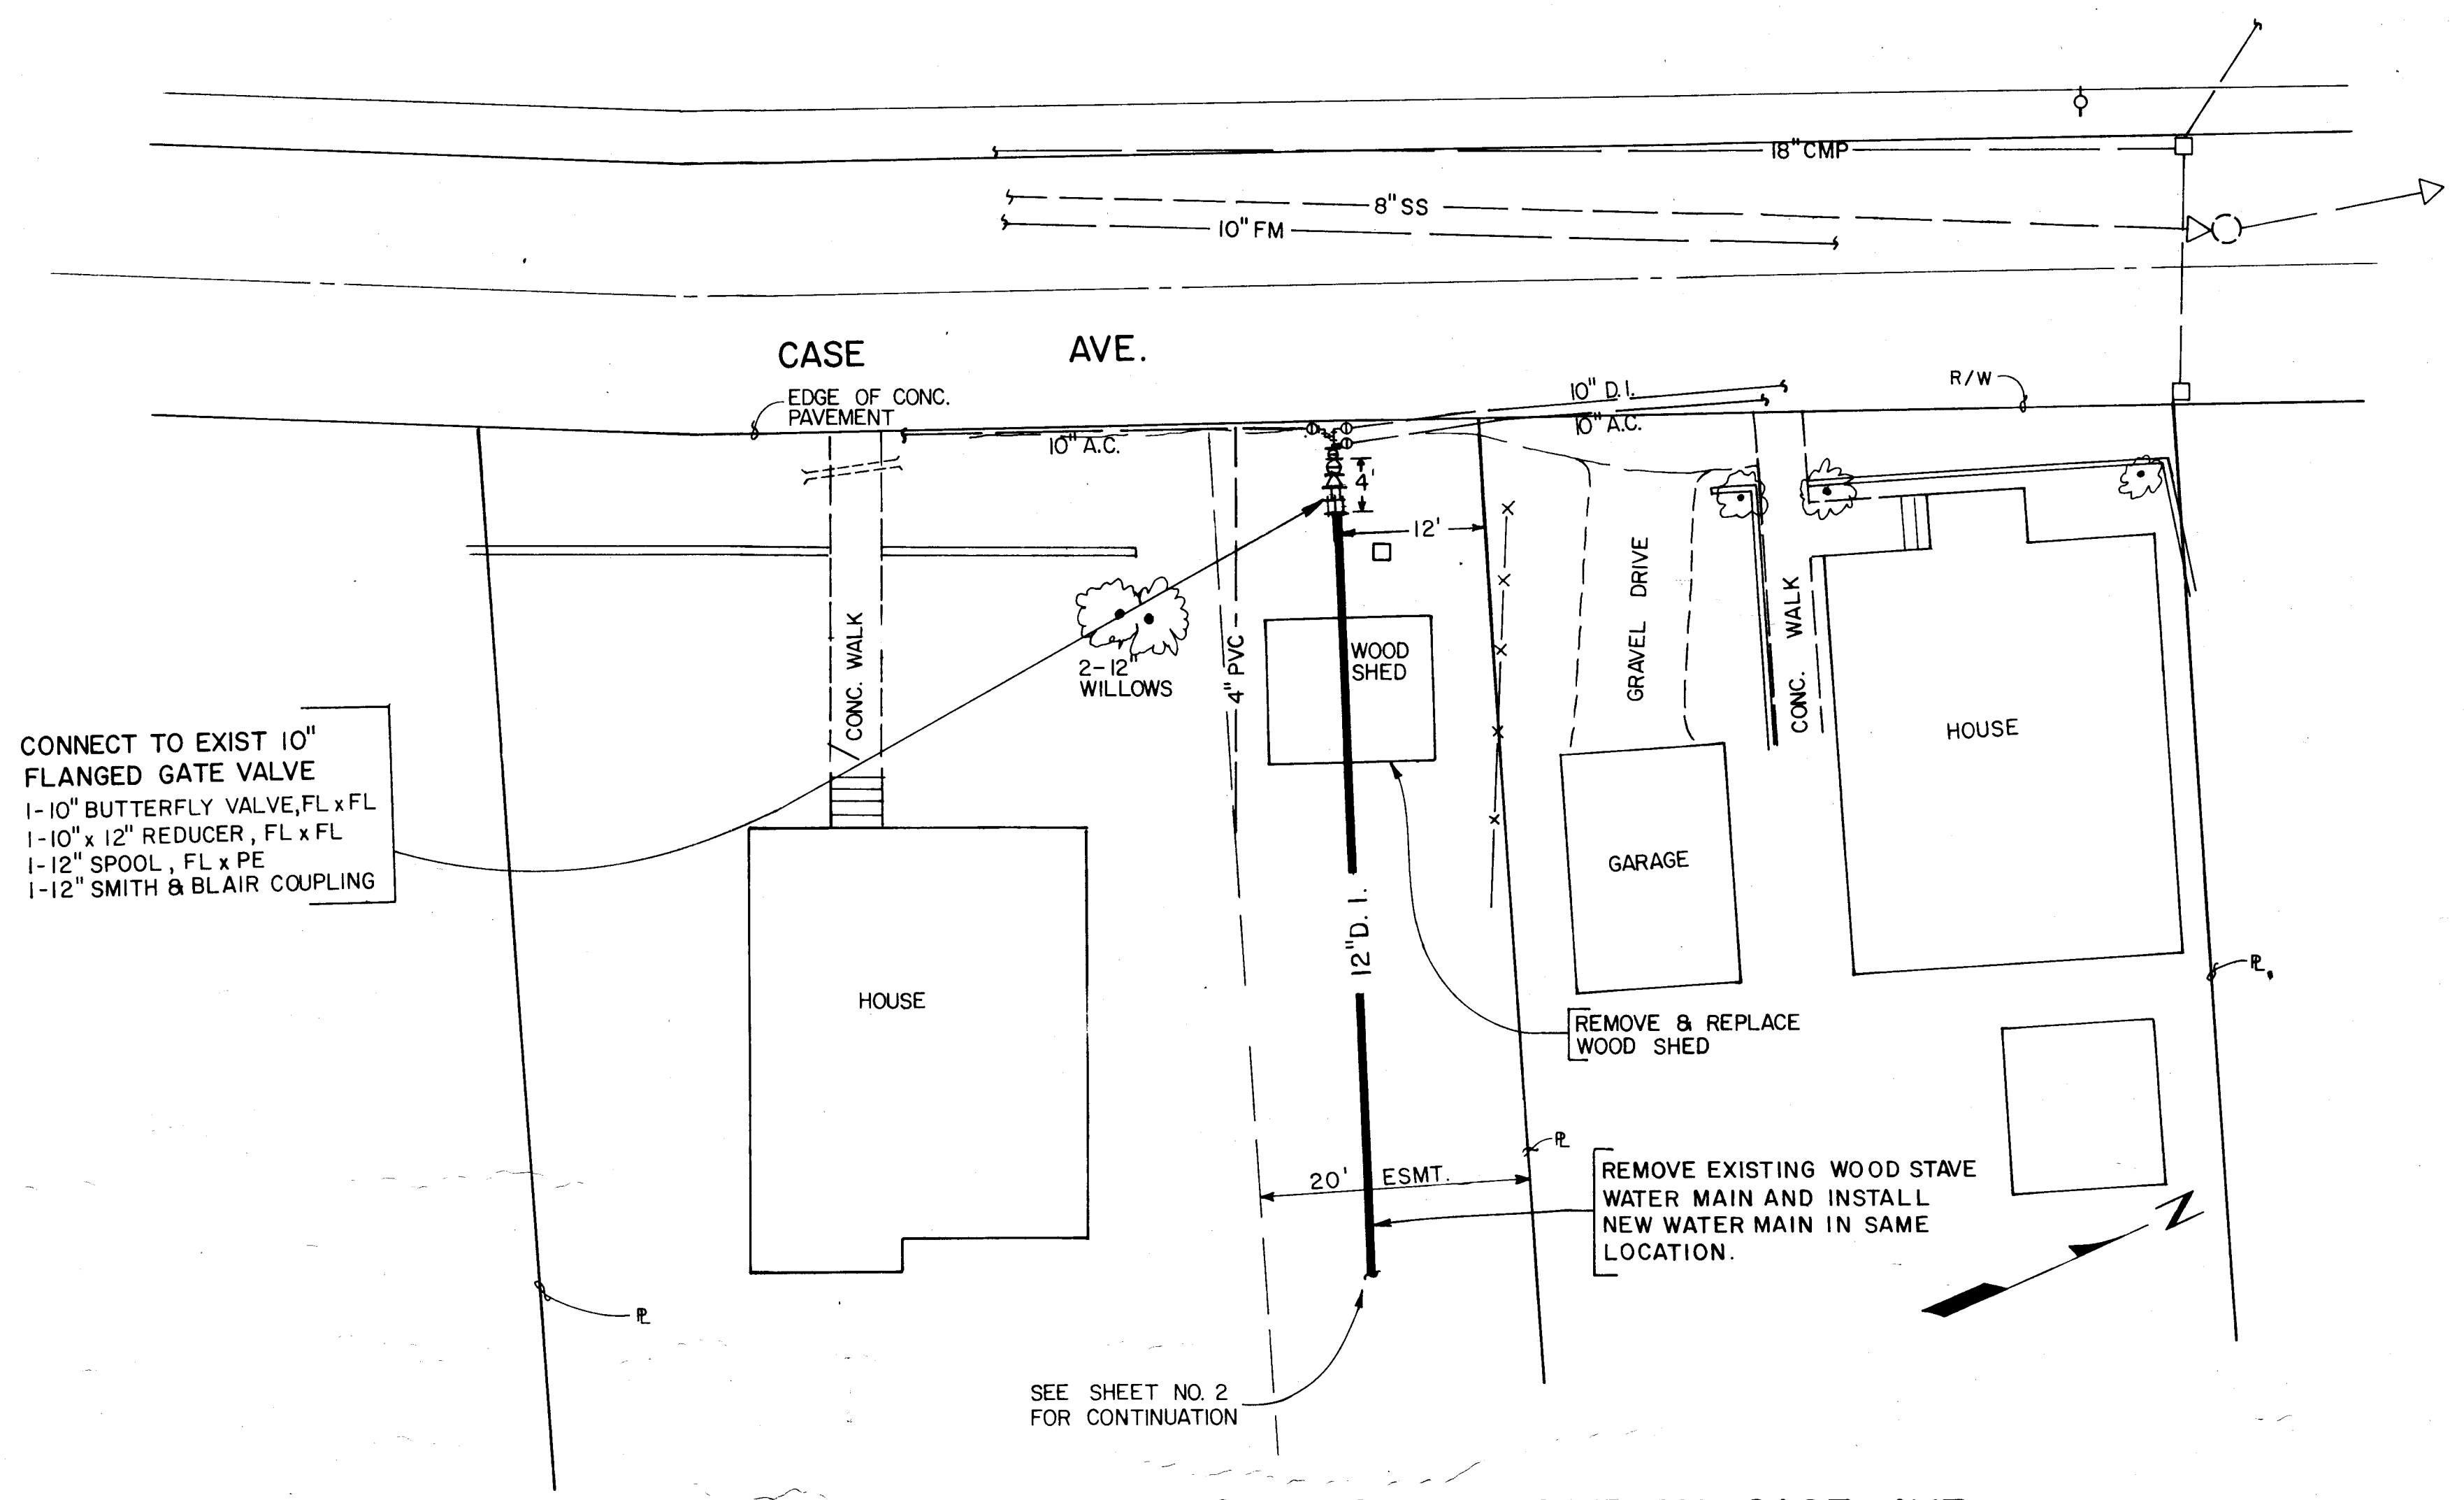 18" CMP
8" SS
10" FM
CASE AVE.
EDGE OF CONC.
PAVEMENT
10" D.I.
R/W
10" A.C.
10" A.C.
4'
12'
CONC. WALK
2-12"
WILLOWS
4" PVC
WOOD
SHED
GRAVEL DRIVE
CONC. WALK
HOUSE
CONNECT TO EXIST 10"
FLANGED GATE VALVE
1-10" BUTTERFLY VALVE, FL x FL
1-10" x 12" REDUCER, FL x FL
1-12" SPOOL, FL x PE
1-12" SMITH & BLAIR COUPLING
GARAGE
12" D. I.
PL.
HOUSE
REMOVE & REPLACE
WOOD SHED
PL
20' ESMT.
REMOVE EXISTING WOOD STAVE
WATER MAIN AND INSTALL
NEW WATER MAIN IN SAME
LOCATION.
N
PL
SEE SHEET NO. 2
FOR CONTINUATION